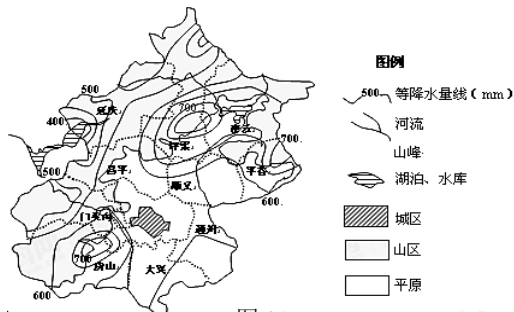 500
延庆
400
500
700
怀柔
密云
700
平谷
600
昌平
顺义
门头沟
通州
700
房山
大兴
600
图例
500 等降水量线（mm）
河流
山峰
湖泊、水库
城区
山区
平原